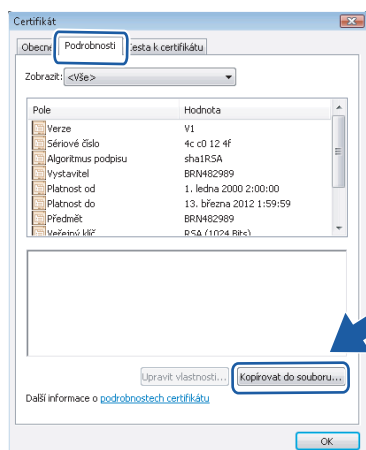 Certifikát
Obecné Podrobnosti Cesta k certifikátu
Zobrazit: <Vše>
Pole Hodnota
Verze V1
Sériové číslo 4c c0 12 4f
Algoritmus podpisu sha1RSA
Vystavitel BRN482989
Platnost od 1. ledna 2000 2:00:00
Platnost do 13. března 2012 1:59:59
Předmět BRN482989
Veřejný klíč RSA (1024 Bits)
Upravit vlastnosti... Kopírovat do souboru...
Další informace o podrobnostech certifikátu
OK